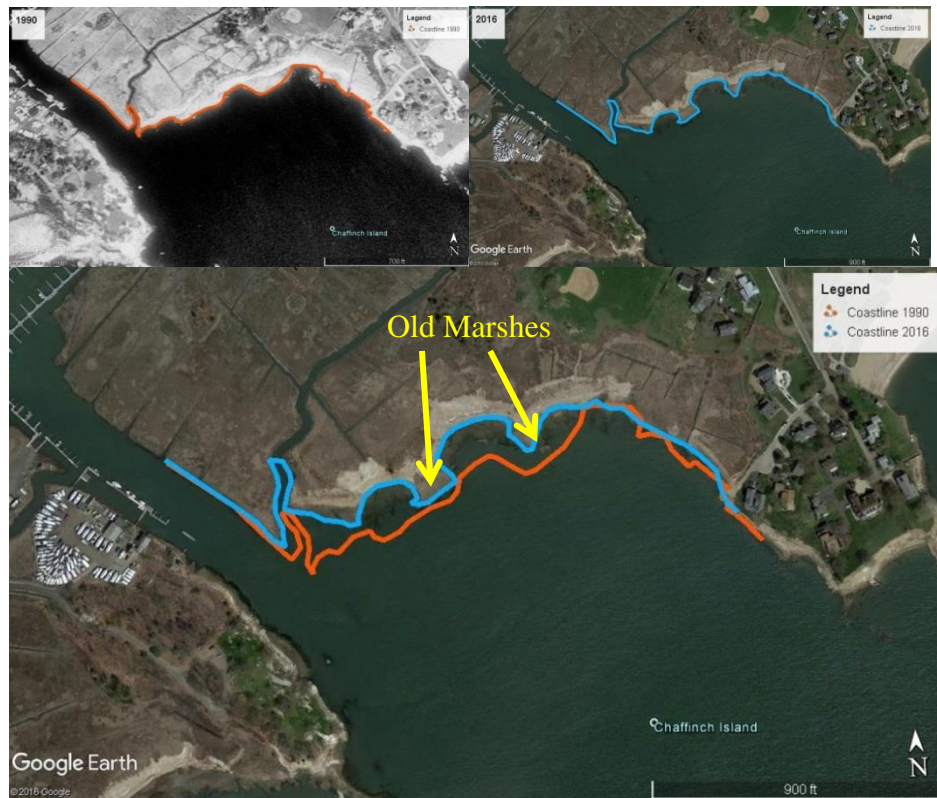 1990
Legend
Coastline 1990
Chaffinch Island
N
700 ft
2016
Legend
Coastline 2016
Google Earth
Chaffinch Island
N
900 ft
Legend
Coastline 1990
Coastline 2016
Old Marshes
Chaffinch Island
Google Earth
N
© 2016 Google
900 ft